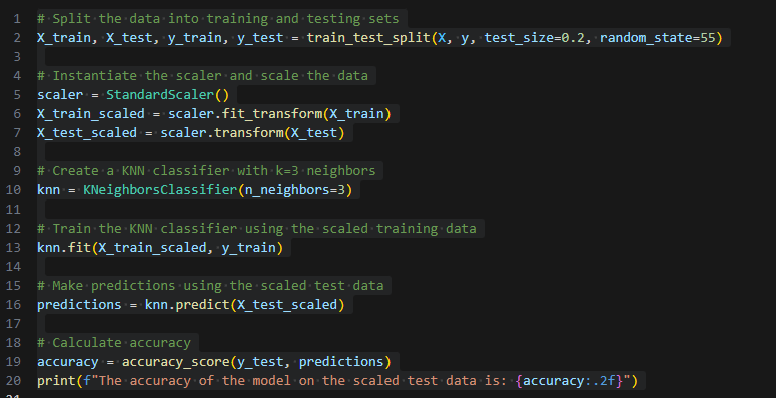 1 # Split the data into training and testing sets
2 X_train, X_test, y_train, y_test = train_test_split(X, y, test_size=0.2, random_state=55)
3
4 # Instantiate the scaler and scale the data
5 scaler = StandardScaler()
6 X_train_scaled = scaler.fit_transform(X_train)
7 X_test_scaled = scaler.transform(X_test)
8
9 # Create a KNN classifier with k=3 neighbors
10 knn = KNeighborsClassifier(n_neighbors=3)
11
12 # Train the KNN classifier using the scaled training data
13 knn.fit(X_train_scaled, y_train)
14
15 # Make predictions using the scaled test data
16 predictions = knn.predict(X_test_scaled)
17
18 # Calculate accuracy
19 accuracy = accuracy_score(y_test, predictions)
20 print(f"The accuracy of the model on the scaled test data is: {accuracy:.2f}")